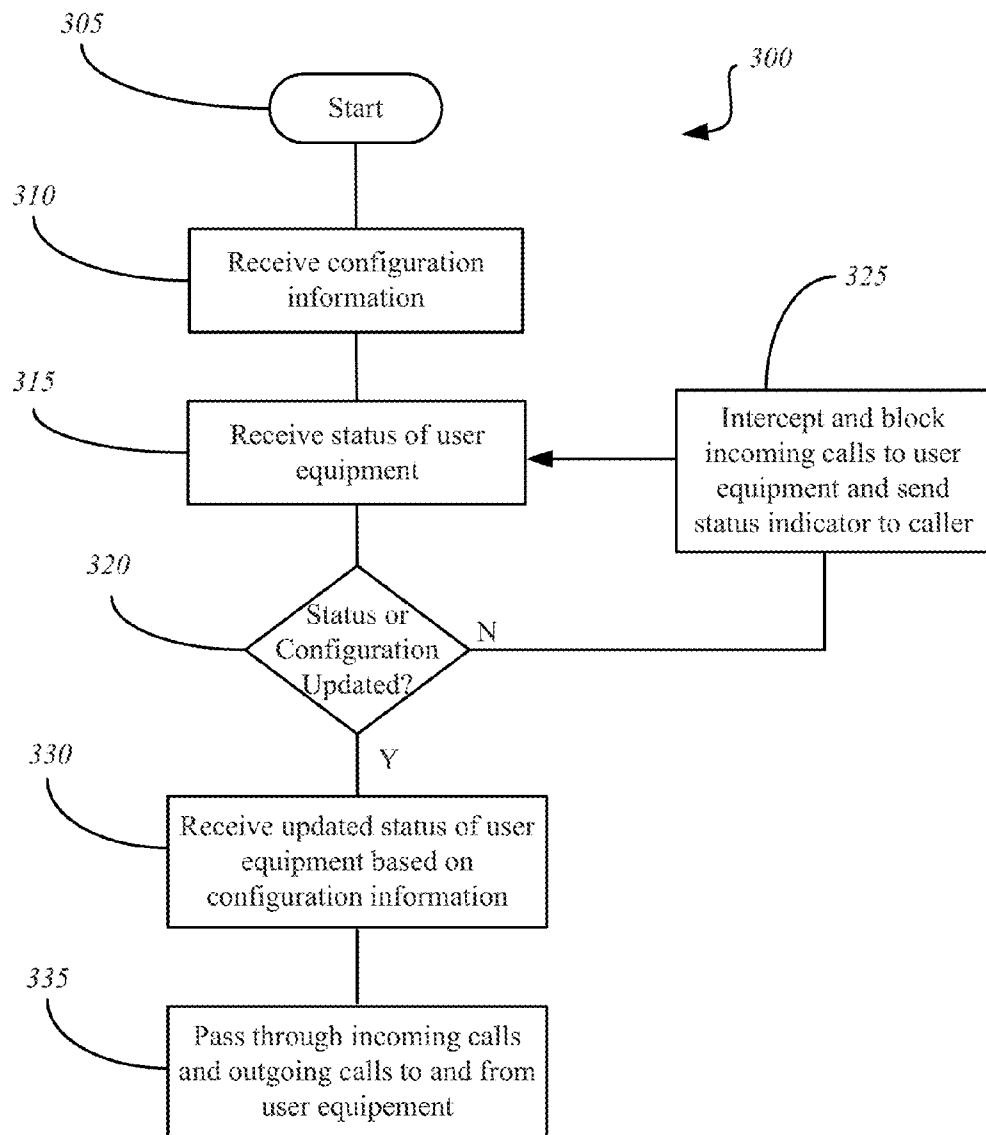 305
300
Start
310
Receive configuration
information
325
315
Receive status of user
equipment
Intercept and block
incoming calls to user
equipment and send
status indicator to caller
320
Status or
Configuration
Updated?
N
Y
330
Receive updated status of user
equipment based on
configuration information
335
Pass through incoming calls
and outgoing calls to and from
user equipement